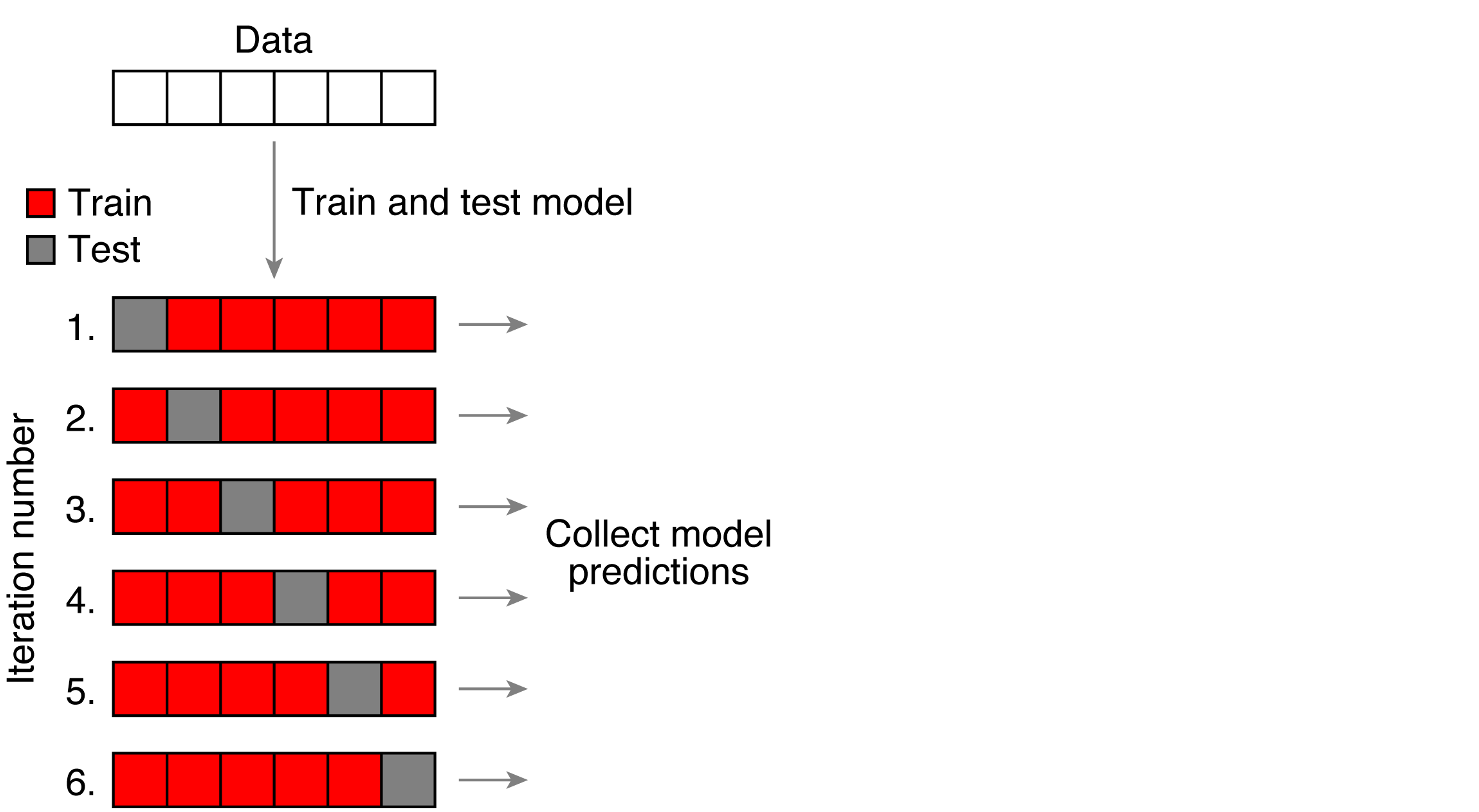 Data
Train
Train and test model
Test
1.
2.
3.
4.
5.
6.
Iteration number
Collect model
predictions